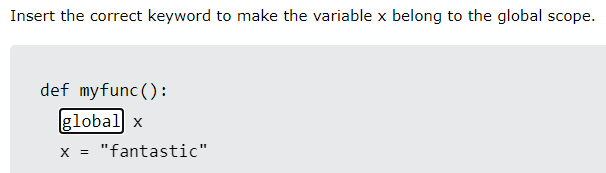 Insert the correct keyword to make the variable x belong to the global scope.
def myfunc():
global x
x = "fantastic"